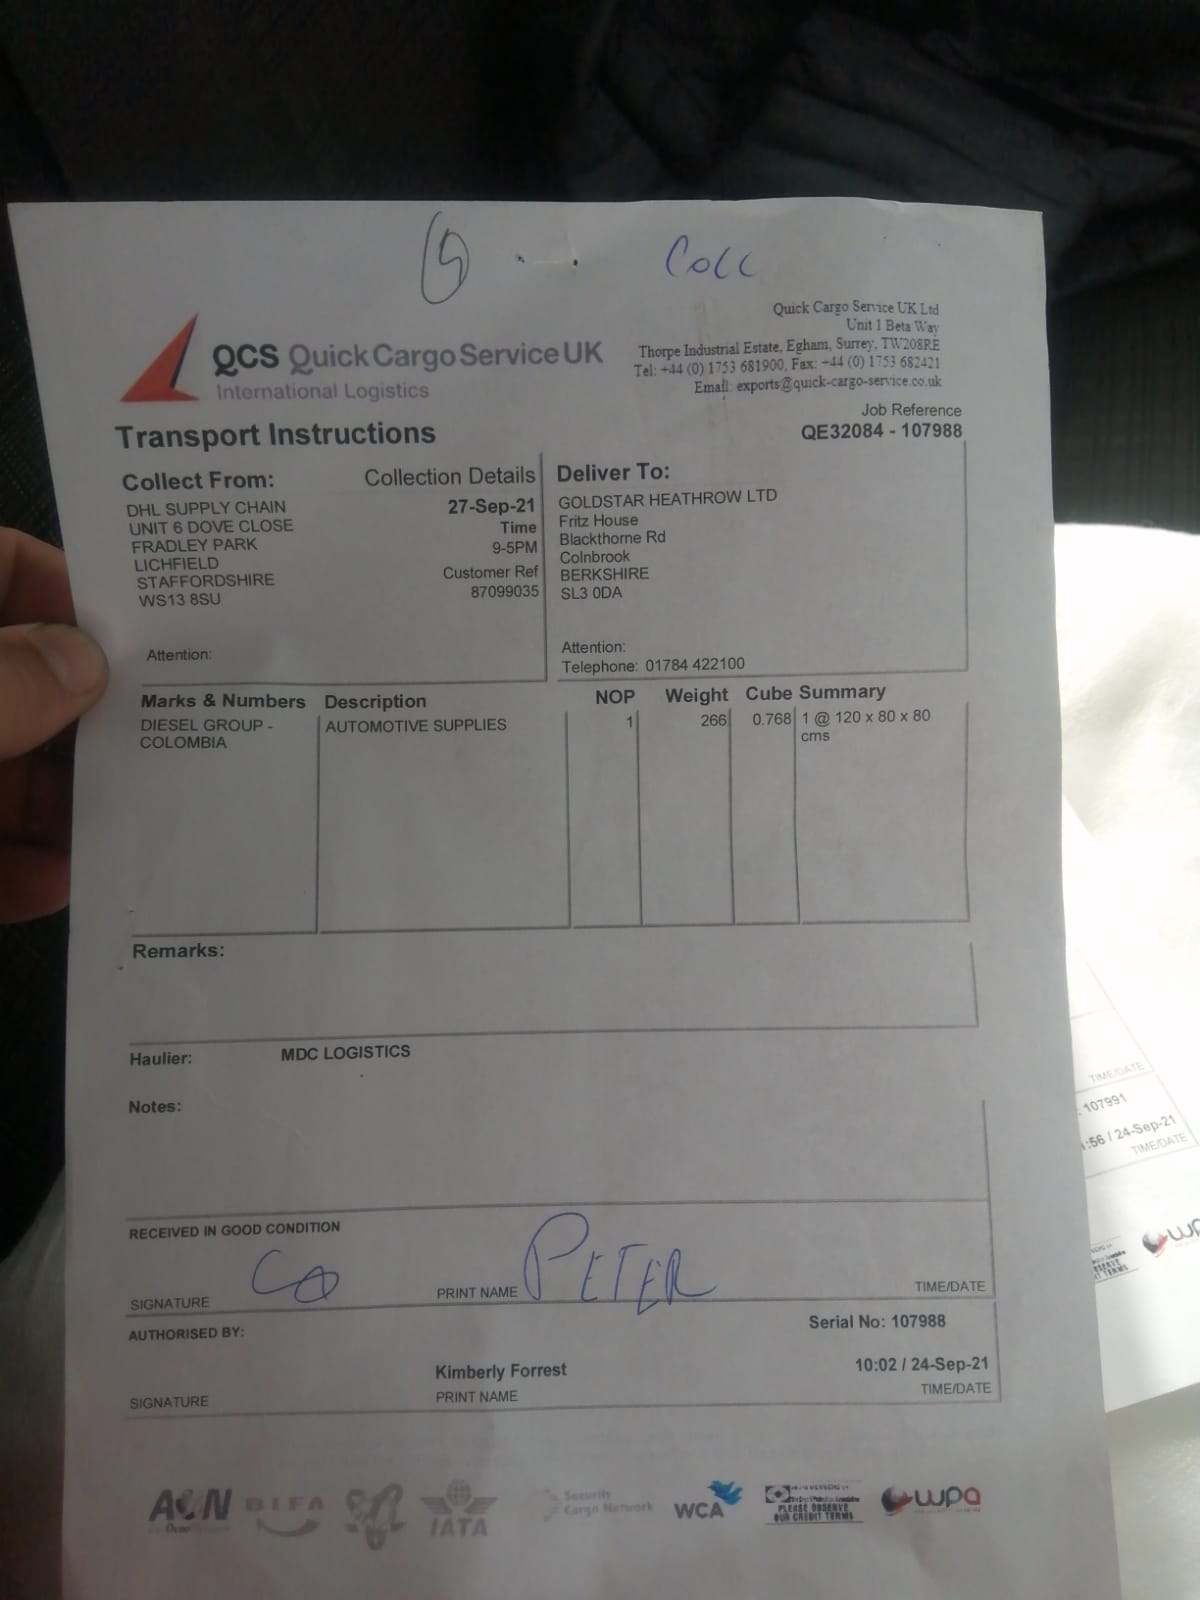 Coll
QCS Quick Cargo Service UK
International Logistics
Quick Cargo Service UK Ltd
Unit 1 Beta Way
Thorpe Industrial Estate, Egham, Surrey, TW208RE
Tel: +44 (0) 1753 681900, Fax: +44 (0) 1753 682421
Email: exports@quick-cargo-service.co.uk
Job Reference
QE32084 - 107988
Transport Instructions
Collect From:
DHL SUPPLY CHAIN
UNIT 6 DOVE CLOSE
FRADLEY PARK
LICHFIELD
STAFFORDSHIRE
WS13 8SU
Attention:
Collection Details
27-Sep-21
Time
9-5PM
Customer Ref
87099035
Deliver To:
GOLDSTAR HEATHROW LTD
Fritz House
Blackthorne Rd
Colnbrook
BERKSHIRE
SL3 0DA
Attention:
Telephone: 01784 422100
Marks & Numbers Description NOP Weight Cube Summary
DIESEL GROUP - AUTOMOTIVE SUPPLIES 1 266 0.768 1 @ 120 x 80 x 80
COLOMBIA cms
Remarks:
Haulier: MDC LOGISTICS
Notes:
RECEIVED IN GOOD CONDITION
SIGNATURE PRINT NAME PETER TIME/DATE
AUTHORISED BY: Serial No: 107988
Kimberly Forrest 10:02 / 24-Sep-21
SIGNATURE PRINT NAME TIME/DATE
BIFA
IATA
Security
Cargo Network
WCA
PLEASE OBSERVE
OUR CREDIT TERMS
wpa
TIME/DATE
107991
:56 / 24-Sep-21
TIME/DATE